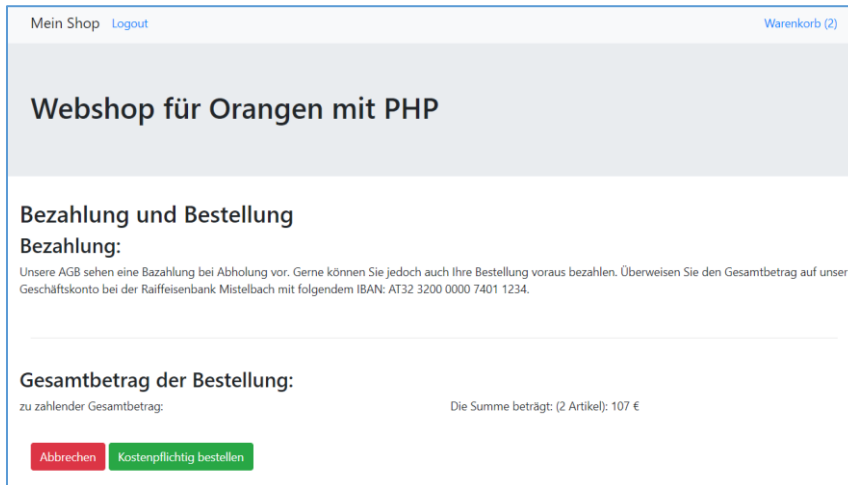 Mein Shop Logout Warenkorb (2)
Webshop für Orangen mit PHP
Bezahlung und Bestellung
Bezahlung:
Unsere AGB sehen eine Bazahlung bei Abholung vor. Gerne können Sie jedoch auch Ihre Bestellung voraus bezahlen. Überweisen Sie den Gesamtbetrag auf unser
Geschäftskonto bei der Raiffeisenbank Mistelbach mit folgendem IBAN: AT32 3200 0000 7401 1234.
Gesamtbetrag der Bestellung:
zu zahlender Gesamtbetrag: Die Summe beträgt: (2 Artikel): 107 €
Abbrechen Kostenpflichtig bestellen